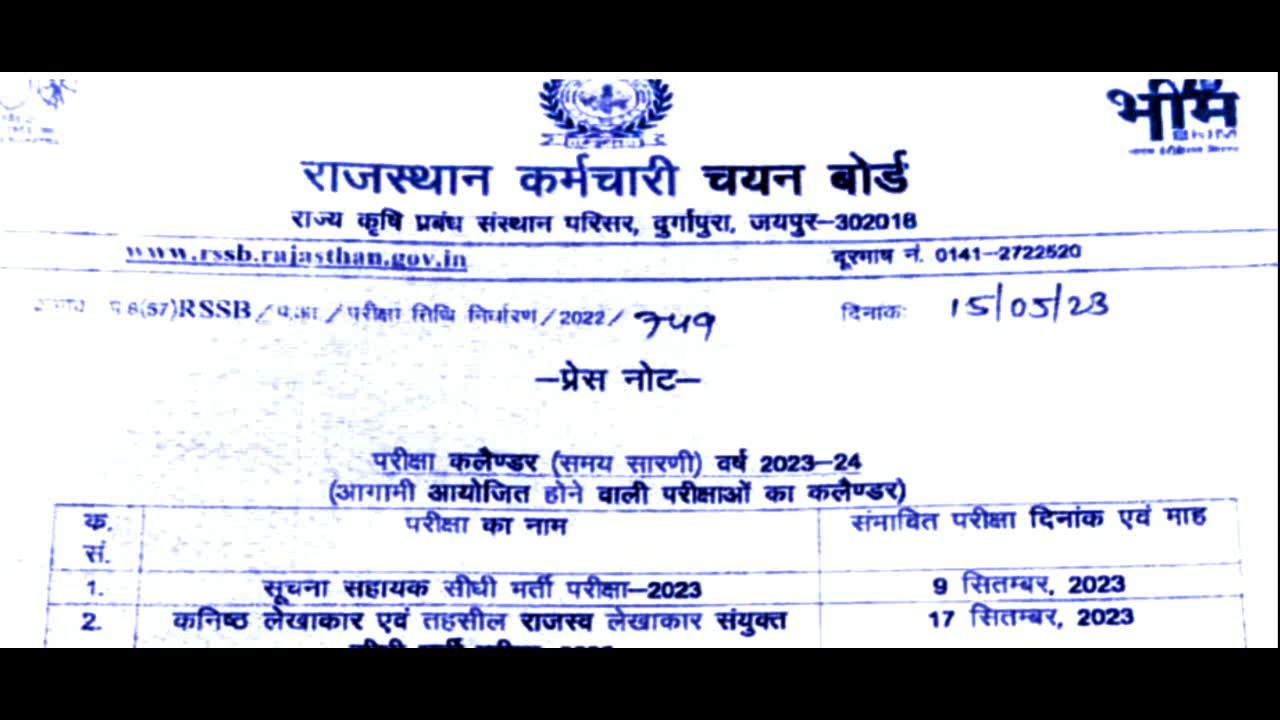 भीम
BHIM
राजस्थान कर्मचारी चयन बोर्ड
राज्य कृषि प्रबंध संस्थान परिसर, दुर्गापुरा, जयपुर–302018
www.rssb.rajasthan.gov.in दूरभाष नं. 0141–2722520
8(57)RSSB / परीक्षा तिथि निर्धारण / 2022 / 749 दिनांकः 15/05/23
–प्रेस नोट–
परीक्षा कलैण्डर (समय सारणी) वर्ष 2023–24
(आगामी आयोजित होने वाली परीक्षाओं का कलैण्डर)
क. सं. परीक्षा का नाम संभावित परीक्षा दिनांक एवं माह
1. सूचना सहायक सीधी भर्ती परीक्षा–2023 9 सितम्बर, 2023
2. कनिष्ठ लेखाकार एवं तहसील राजस्व लेखाकार संयुक्त 17 सितम्बर, 2023